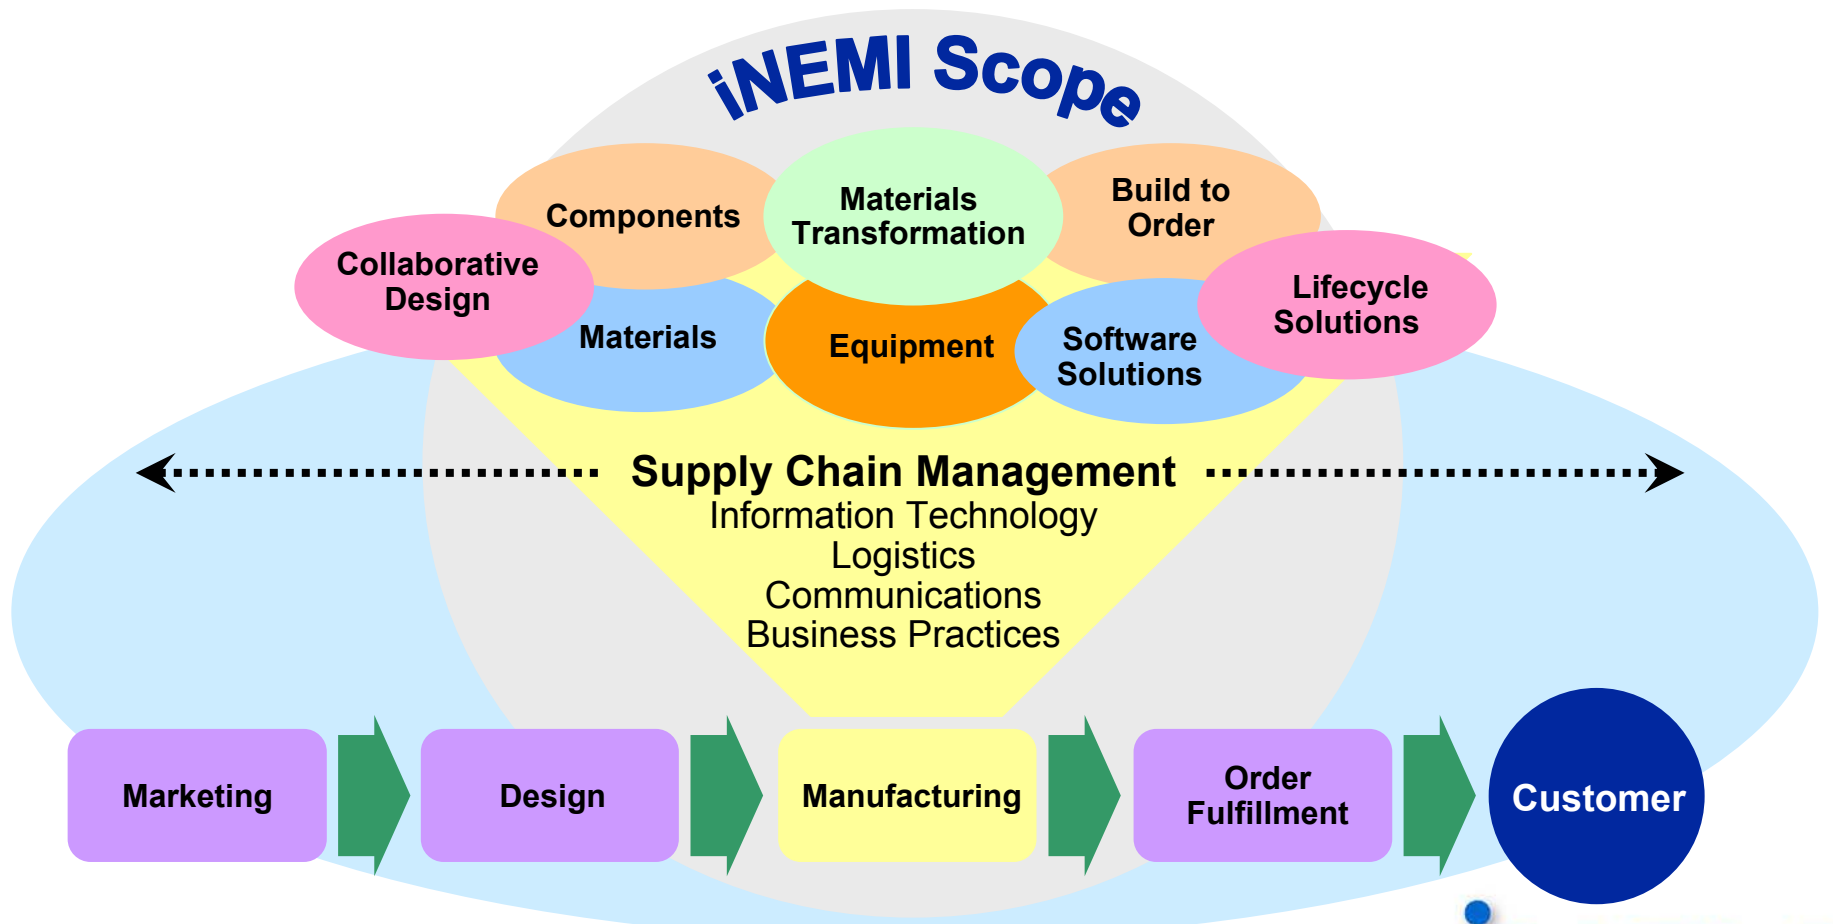 iNEMI Scope
Components
Materials
Transformation
Build to
Order
Collaborative
Design
Lifecycle
Solutions
Materials
Equipment
Software
Solutions
Supply Chain Management
Information Technology
Logistics
Communications
Business Practices
Marketing
Design
Manufacturing
Order
Fulfillment
Customer